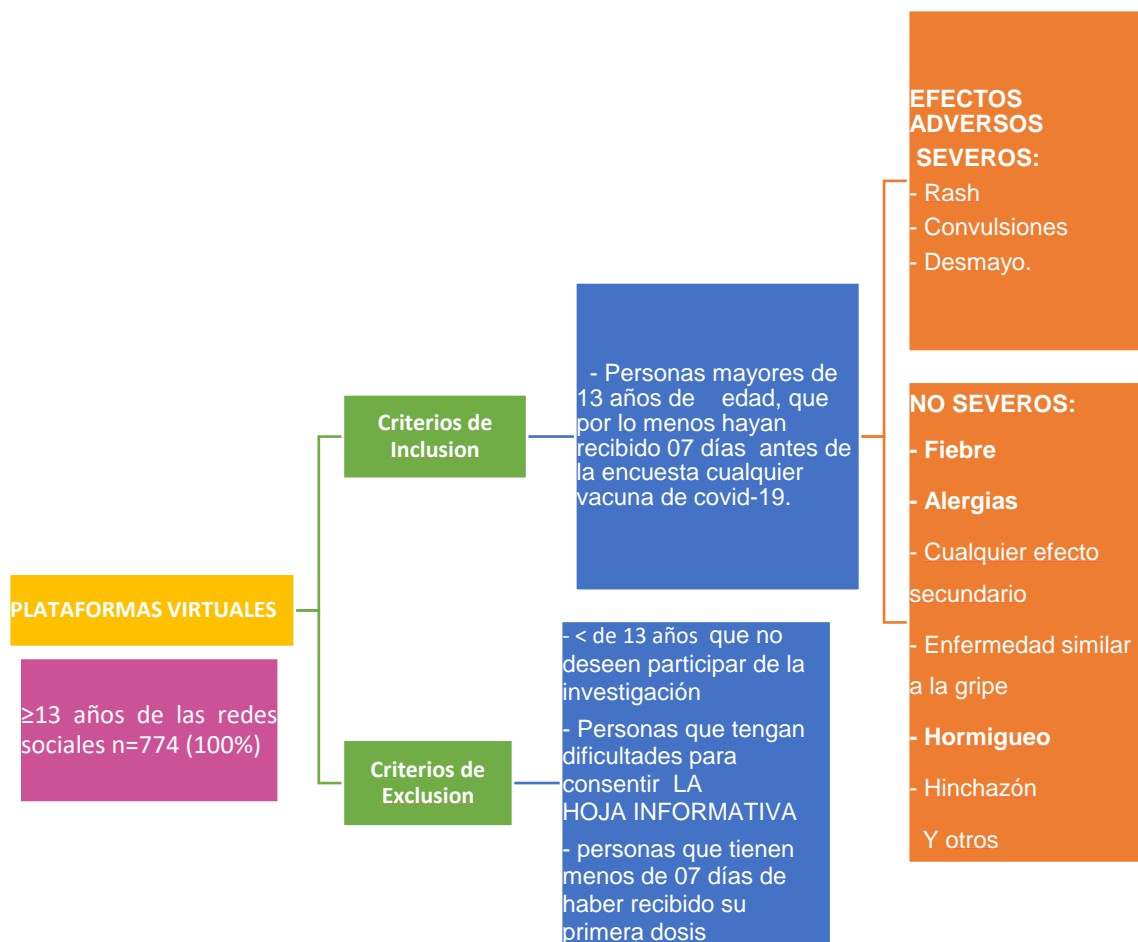 PLATAFORMAS VIRTUALES
≥13 años de las redes
sociales n=774 (100%)
Criterios de
Inclusion
- Personas mayores de
13 años de edad, que
por lo menos hayan
recibido 07 días antes de
la encuesta cualquier
vacuna de covid-19.
EFECTOS
ADVERSOS
SEVEROS:
- Rash
- Convulsiones
- Desmayo.
NO SEVEROS:
- Fiebre
- Alergias
- Cualquier efecto
secundario
- Enfermedad similar
a la gripe
- Hormigueo
- Hinchazón
Y otros
Criterios de
Exclusion
- < de 13 años que no
deseen participar de la
investigación
- Personas que tengan
dificultades para
consentir LA
HOJA INFORMATIVA
- personas que tienen
menos de 07 días de
haber recibido su
primera dosis